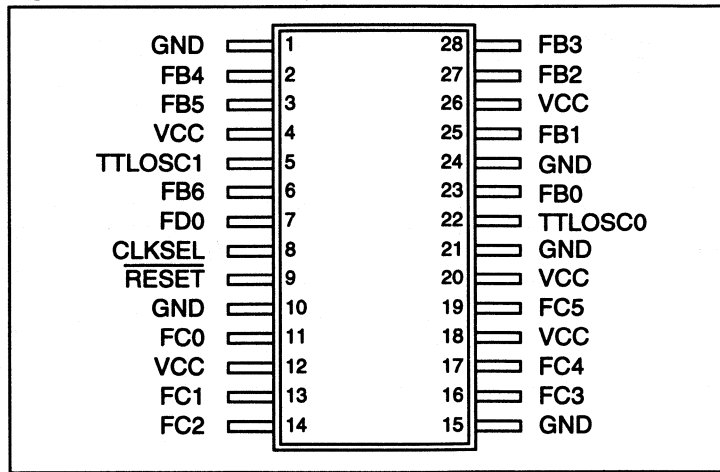 GND 1 28 FB3
FB4 2 27 FB2
FB5 3 26 VCC
VCC 4 25 FB1
TTLOSC1 5 24 GND
FB6 6 23 FB0
FD0 7 22 TTLOSC0
CLKSEL 8 21 GND
RESET 9 20 VCC
GND 10 19 FC5
FC0 11 18 VCC
VCC 12 17 FC4
FC1 13 16 FC3
FC2 14 15 GND